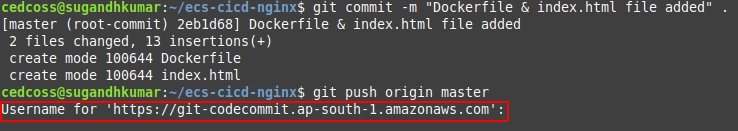 cedcoss@sugandhkumar:~/ecs-cicd-nginx$ git commit -m "Dockerfile & index.html file added" .
[master (root-commit) 2eb1d68] Dockerfile & index.html file added
2 files changed, 13 insertions(+)
create mode 100644 Dockerfile
create mode 100644 index.html
cedcoss@sugandhkumar:~/ecs-cicd-nginx$ git push origin master
Username for 'https://git-codecommit.ap-south-1.amazonaws.com':